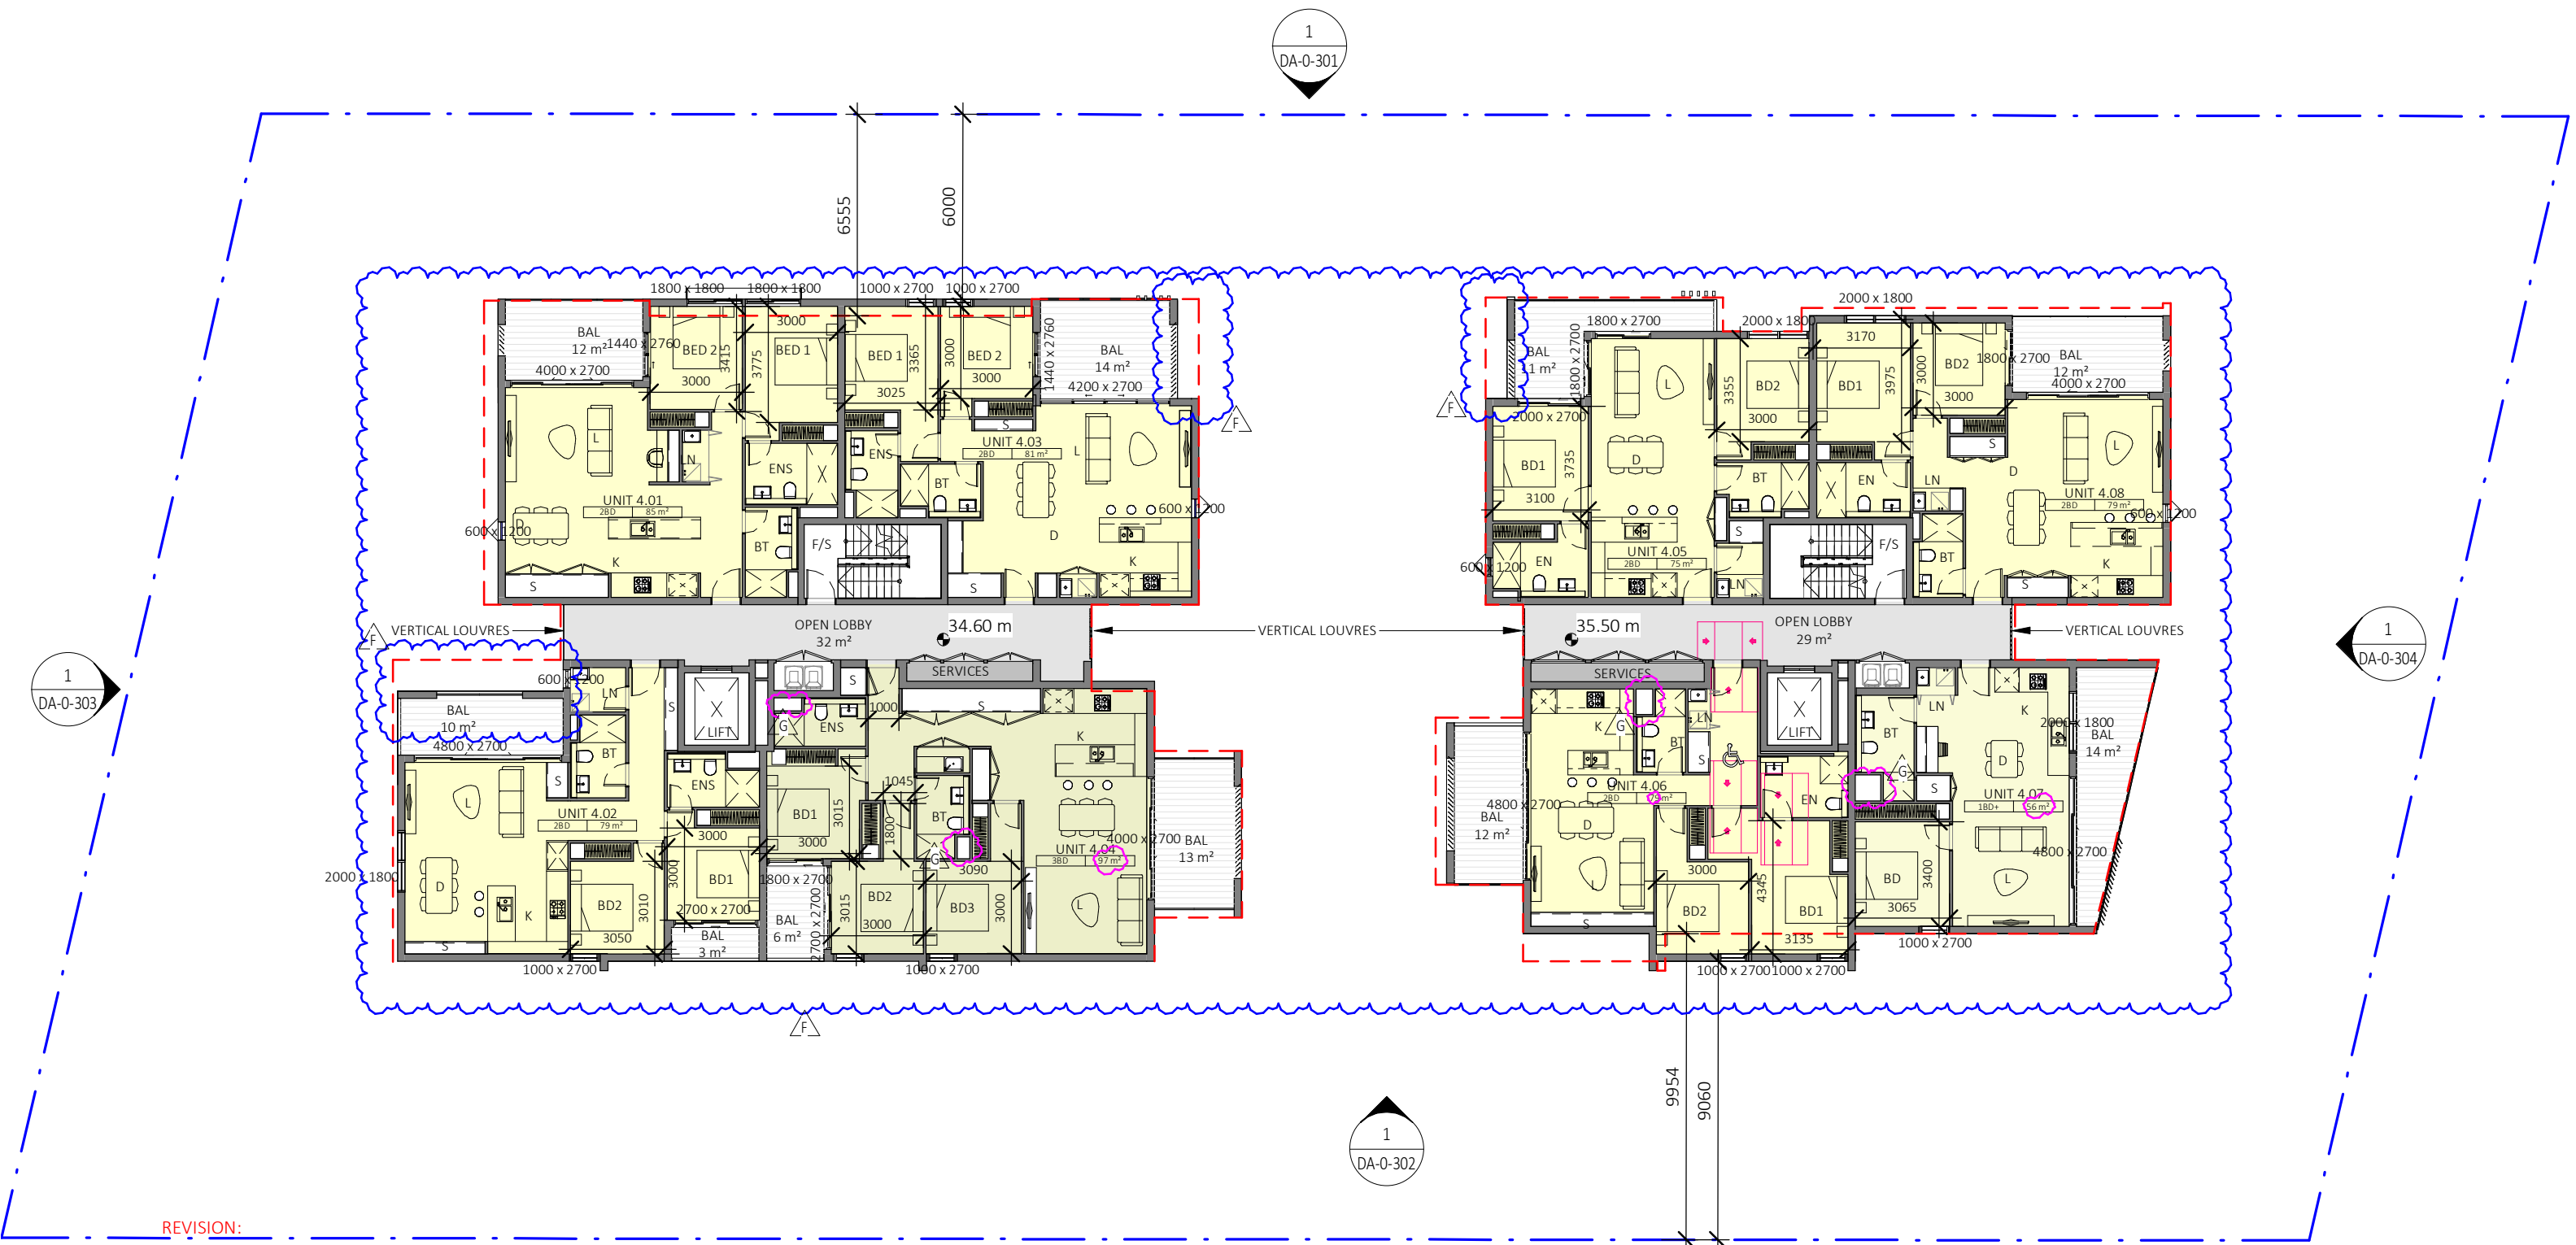 1
DA-0-301
6555
6000
1800 x 1800
1800 x 1800
1000 x 2700
1000 x 2700
BAL
12 m²
1440 x 2760
4000 x 2700
BED 2
3415
3000
3000
BED 1
3775
BED 1
3365
3025
BED 2
3000
3000
1440 x 2760
BAL
14 m²
4200 x 2700
F
L
LN
ENS
UNIT 4.01
2BD
85 m²
D
600 x 1200
K
S
BT
F/S
ENS
BT
S
UNIT 4.03
2BD
81 m²
L
D
K
S
600 x 1200
F
BAL
11 m²
1800 x 2700
1800 x 2700
2000 x 1800
2000 x 2700
BD1
3735
3100
EN
600 x 1200
L
D
UNIT 4.05
2BD
75 m²
BD2
3355
3000
BT
S
LN
2000 x 1800
3170
BD1
3975
EN
F/S
BD2
3000
3000
1800 x 2700
BAL
12 m²
4000 x 2700
S
L
D
LN
UNIT 4.08
2BD
79 m²
600 x 1200
BT
K
S
F
VERTICAL LOUVRES
OPEN LOBBY
32 m²
34.60 m
VERTICAL LOUVRES
35.50 m
OPEN LOBBY
29 m²
VERTICAL LOUVRES
SERVICES
SERVICES
1
DA-0-303
1
DA-0-304
600 x 1200
LN
BAL
10 m²
4800 x 2700
BT
S
S
LIFT
L
UNIT 4.02
2BD
79 m²
ENS
3000
BD1
3000
2700 x 2700
D
K
S
2000 x 1800
BD2
3010
3050
BAL
3 m²
1000 x 2700
S
G
ENS
1000
S
BD1
3015
3000
1045
1800
BT
G
K
UNIT 4.04
3BD
97 m²
4000 x 2700
BAL
13 m²
1800 x 2700
BAL
6 m²
2700 x 2700
3015
BD2
3000
3090
BD3
3000
L
1000 x 2700
F
K
G
BT
LN
S
UNIT 4.06
2BD
79 m²
4800 x 2700
BAL
12 m²
D
L
S
3000
BD2
4345
BD1
3135
1000 x 2700
1000 x 2700
LIFT
EN
BT
LN
G
S
K
D
2000 x 1800
BAL
14 m²
UNIT 4.07
1BD+
56 m²
4800 x 2700
BD
3400
3065
L
1000 x 2700
9954
9060
1
DA-0-302
REVISION: